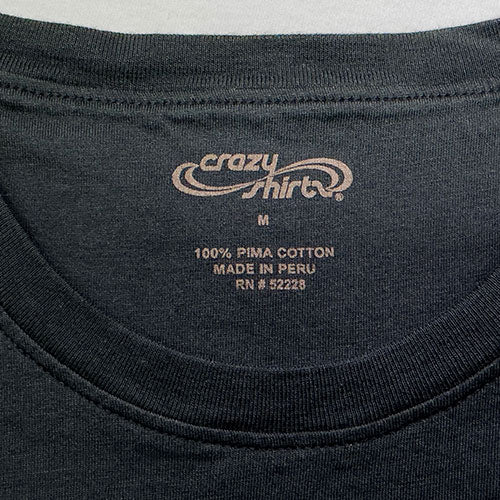 crazy
shirts®
M
100% PIMA COTTON
MADE IN PERU
RN # 52228